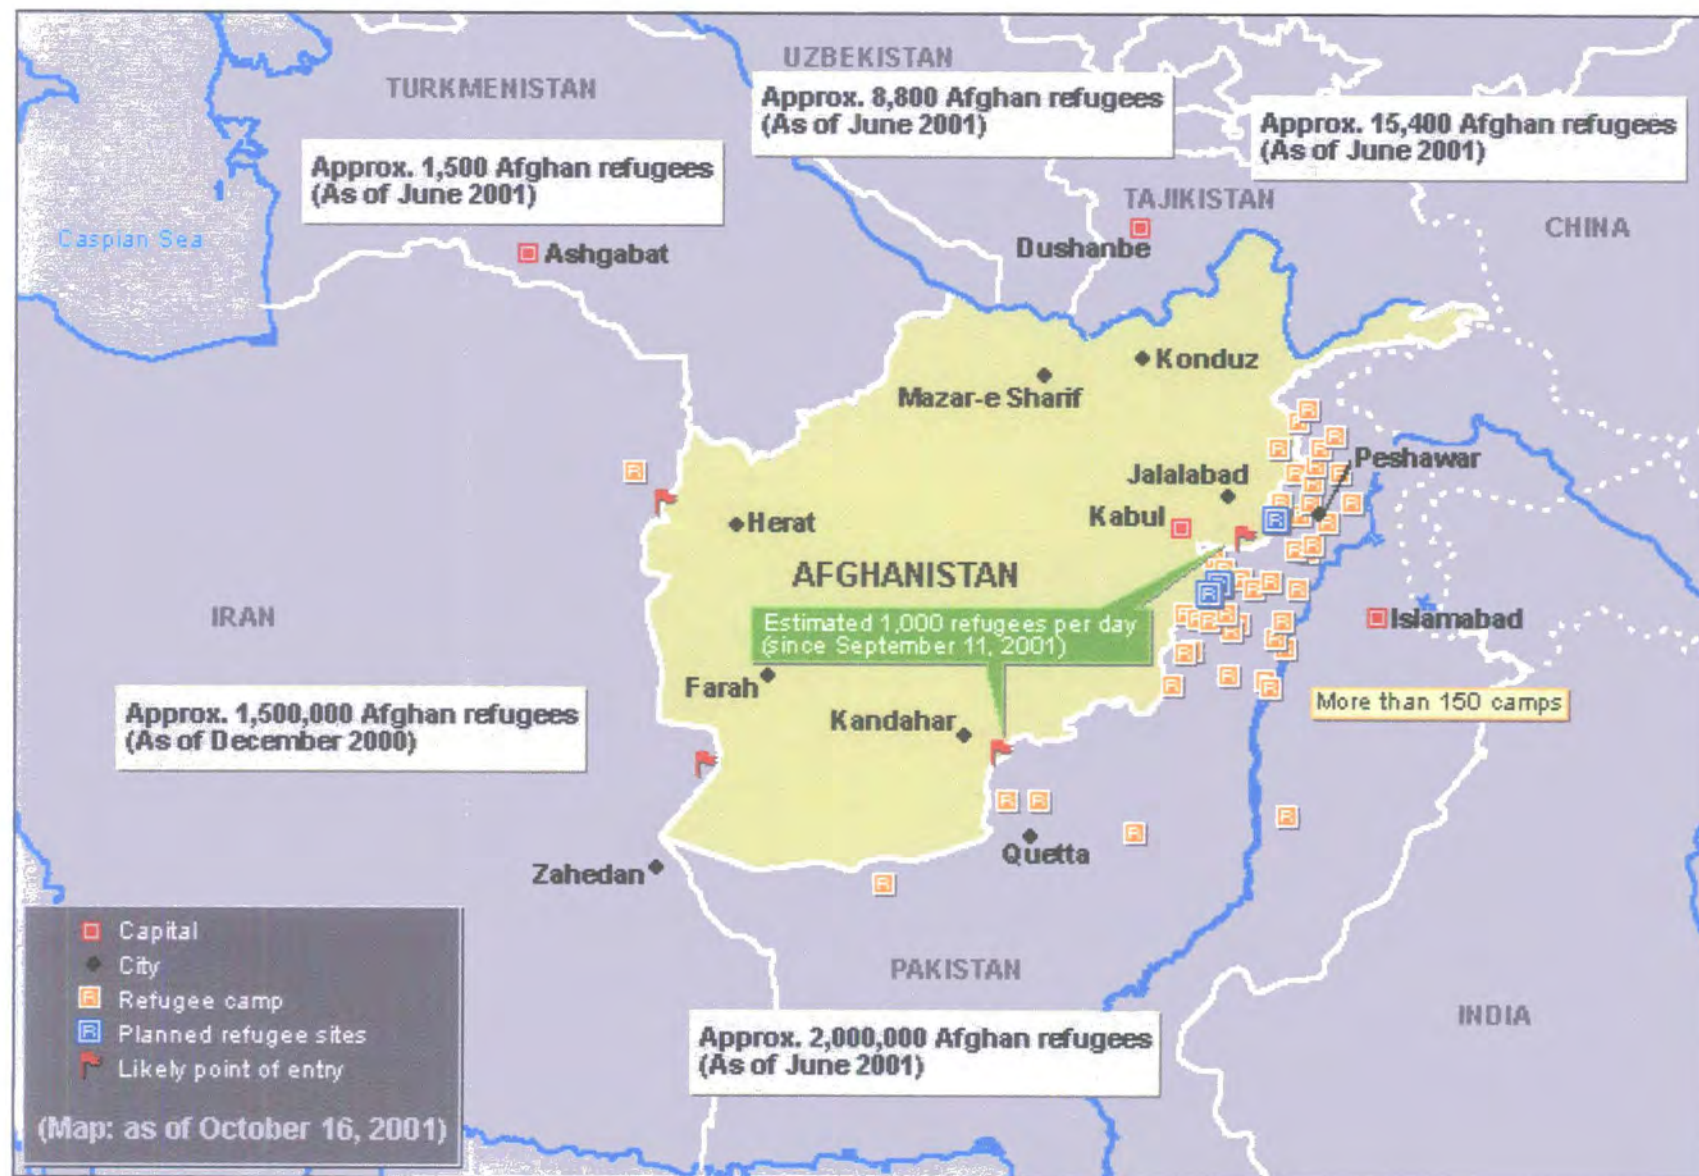 UZBEKISTAN
TURKMENISTAN
Approx. 8,800 Afghan refugees
(As of June 2001)
Approx. 15,400 Afghan refugees
(As of June 2001)
Approx. 1,500 Afghan refugees
(As of June 2001)
TAJIKISTAN
CHINA
Caspian Sea
Ashgabat
Dushanbe
Konduz
Mazar-e Sharif
Peshawar
Jalalabad
Kabul
Herat
AFGHANISTAN
IRAN
Estimated 1,000 refugees per day
(since September 11, 2001)
Islamabad
Farah
More than 150 camps
Approx. 1,500,000 Afghan refugees
(As of December 2000)
Kandahar
Quetta
Zahedan
Capital
City
R Refugee camp
R Planned refugee sites
Likely point of entry
(Map: as of October 16, 2001)
PAKISTAN
INDIA
Approx. 2,000,000 Afghan refugees
(As of June 2001)